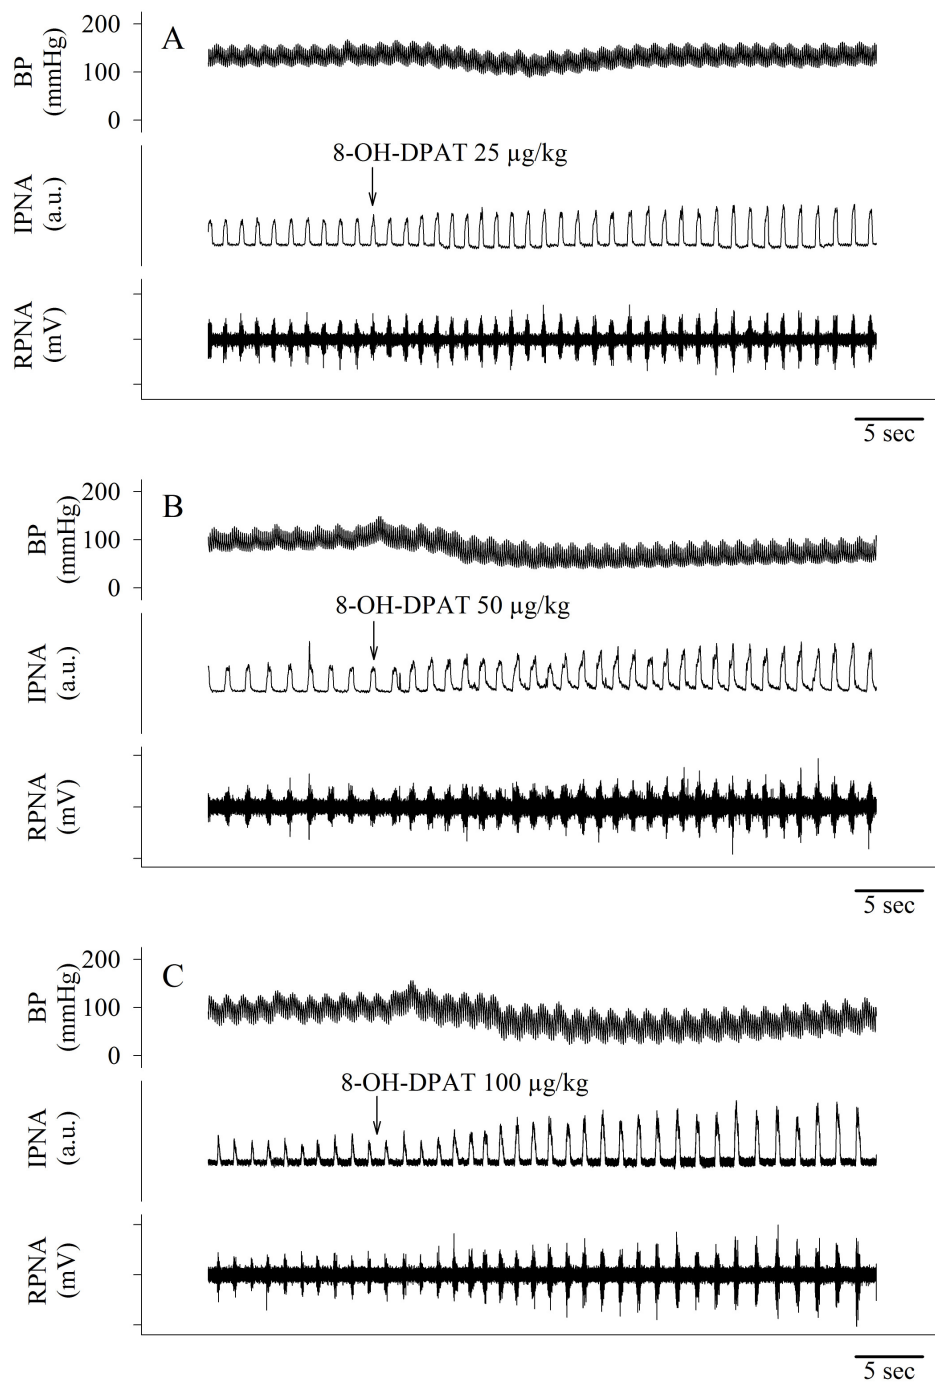 A
200
100
0
BP
(mmHg)
8-OH-DPAT 25 µg/kg
IPNA
(a.u.)
RPNA
(mV)
5 sec
B
200
100
0
BP
(mmHg)
8-OH-DPAT 50 µg/kg
IPNA
(a.u.)
RPNA
(mV)
5 sec
C
200
100
0
BP
(mmHg)
8-OH-DPAT 100 µg/kg
IPNA
(a.u.)
RPNA
(mV)
5 sec